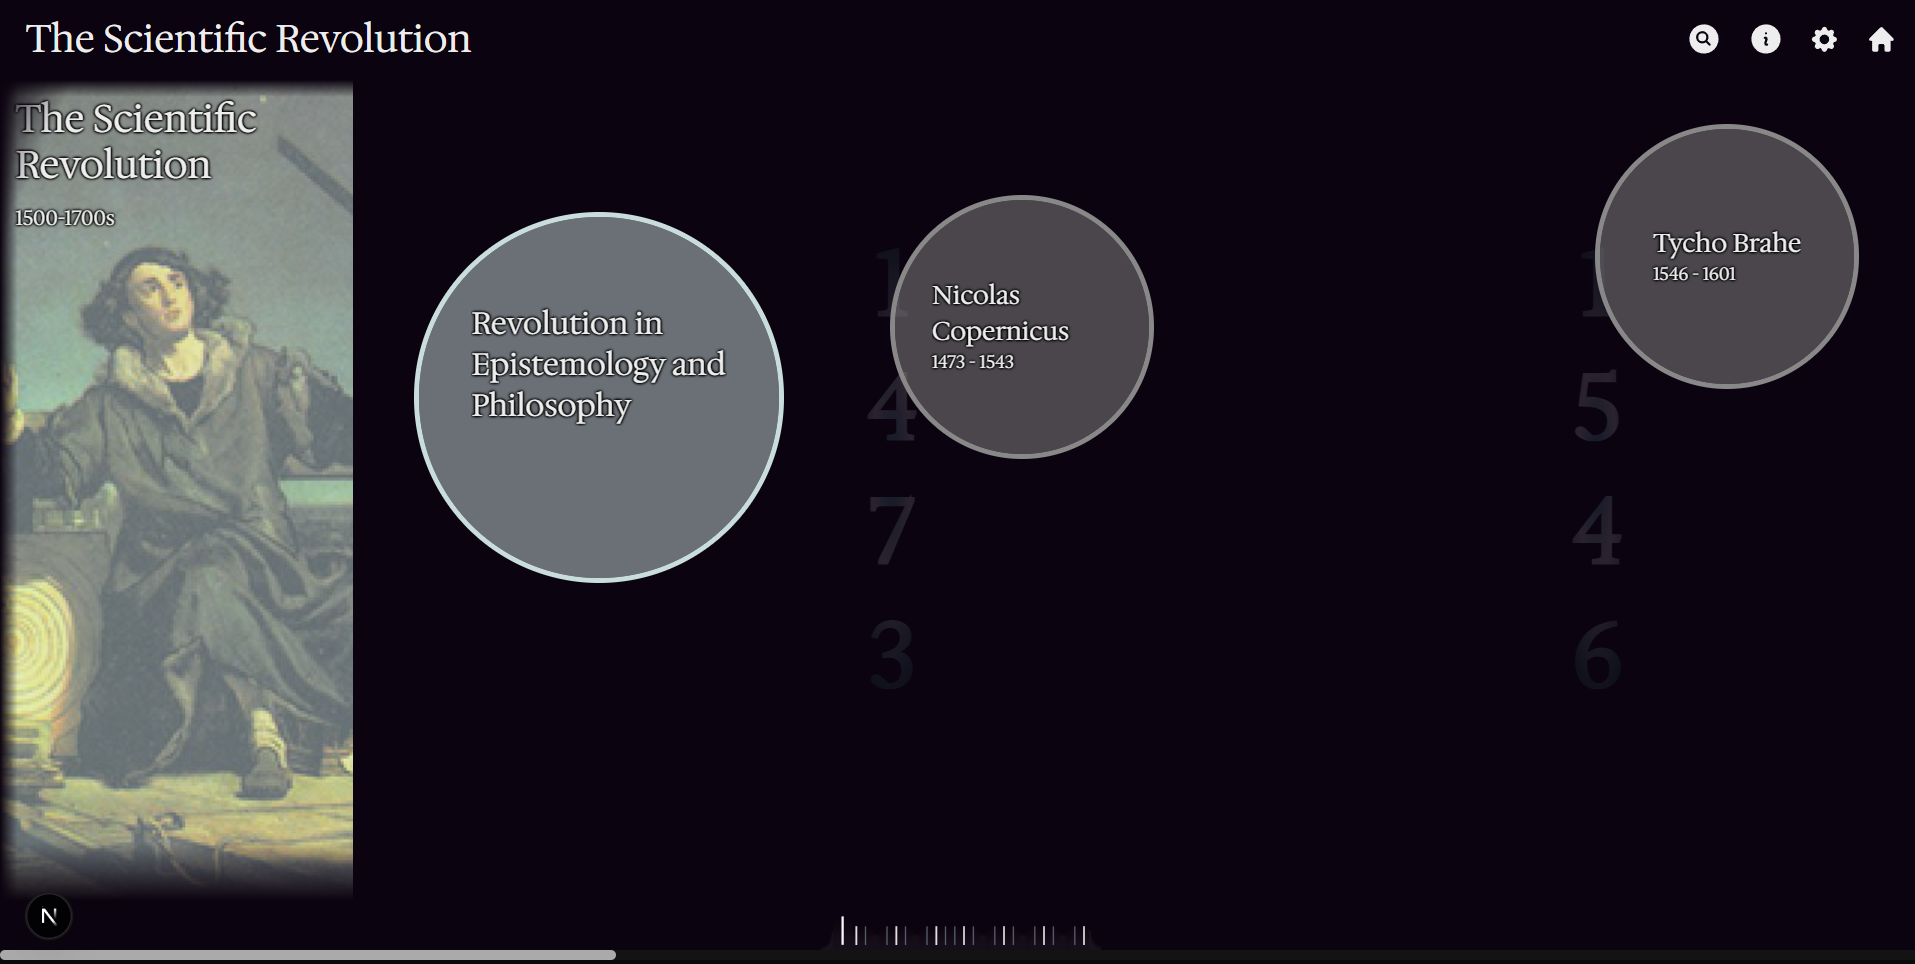 The Scientific Revolution
The Scientific
Revolution
1500-1700s
Revolution in
Epistemology and
Philosophy
1
4
7
3
Nicolas
Copernicus
1473 - 1543
1
5
4
6
Tycho Brahe
1546 - 1601
N